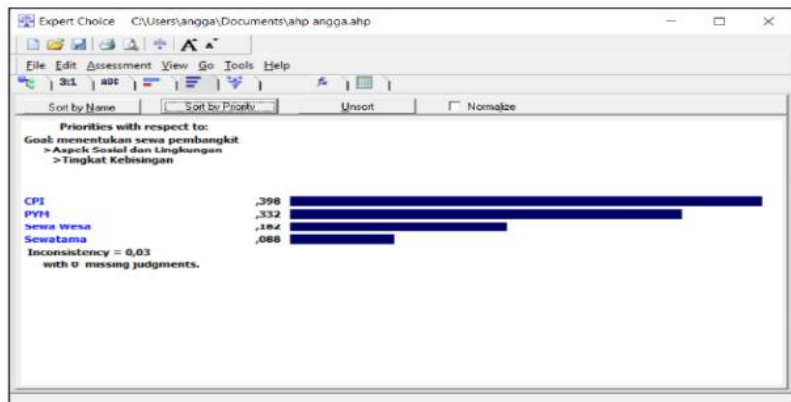 Expert Choice C:\Users\angga\Documents\ahp angga.ahp
File Edit Assessment View Go Tools Help
3:1 ABC
Sort by Name Sort by Priority Unsort Normalize
Priorities with respect to:
Goal: menentukan sewa pembangkit
>Aspek Sosial dan Lingkungan
>Tingkat Kebisingan
CPI ,398
PYM ,332
Sewa Wesa ,182
Sewatama ,088
Inconsistency = 0,03
with 0 missing judgments.